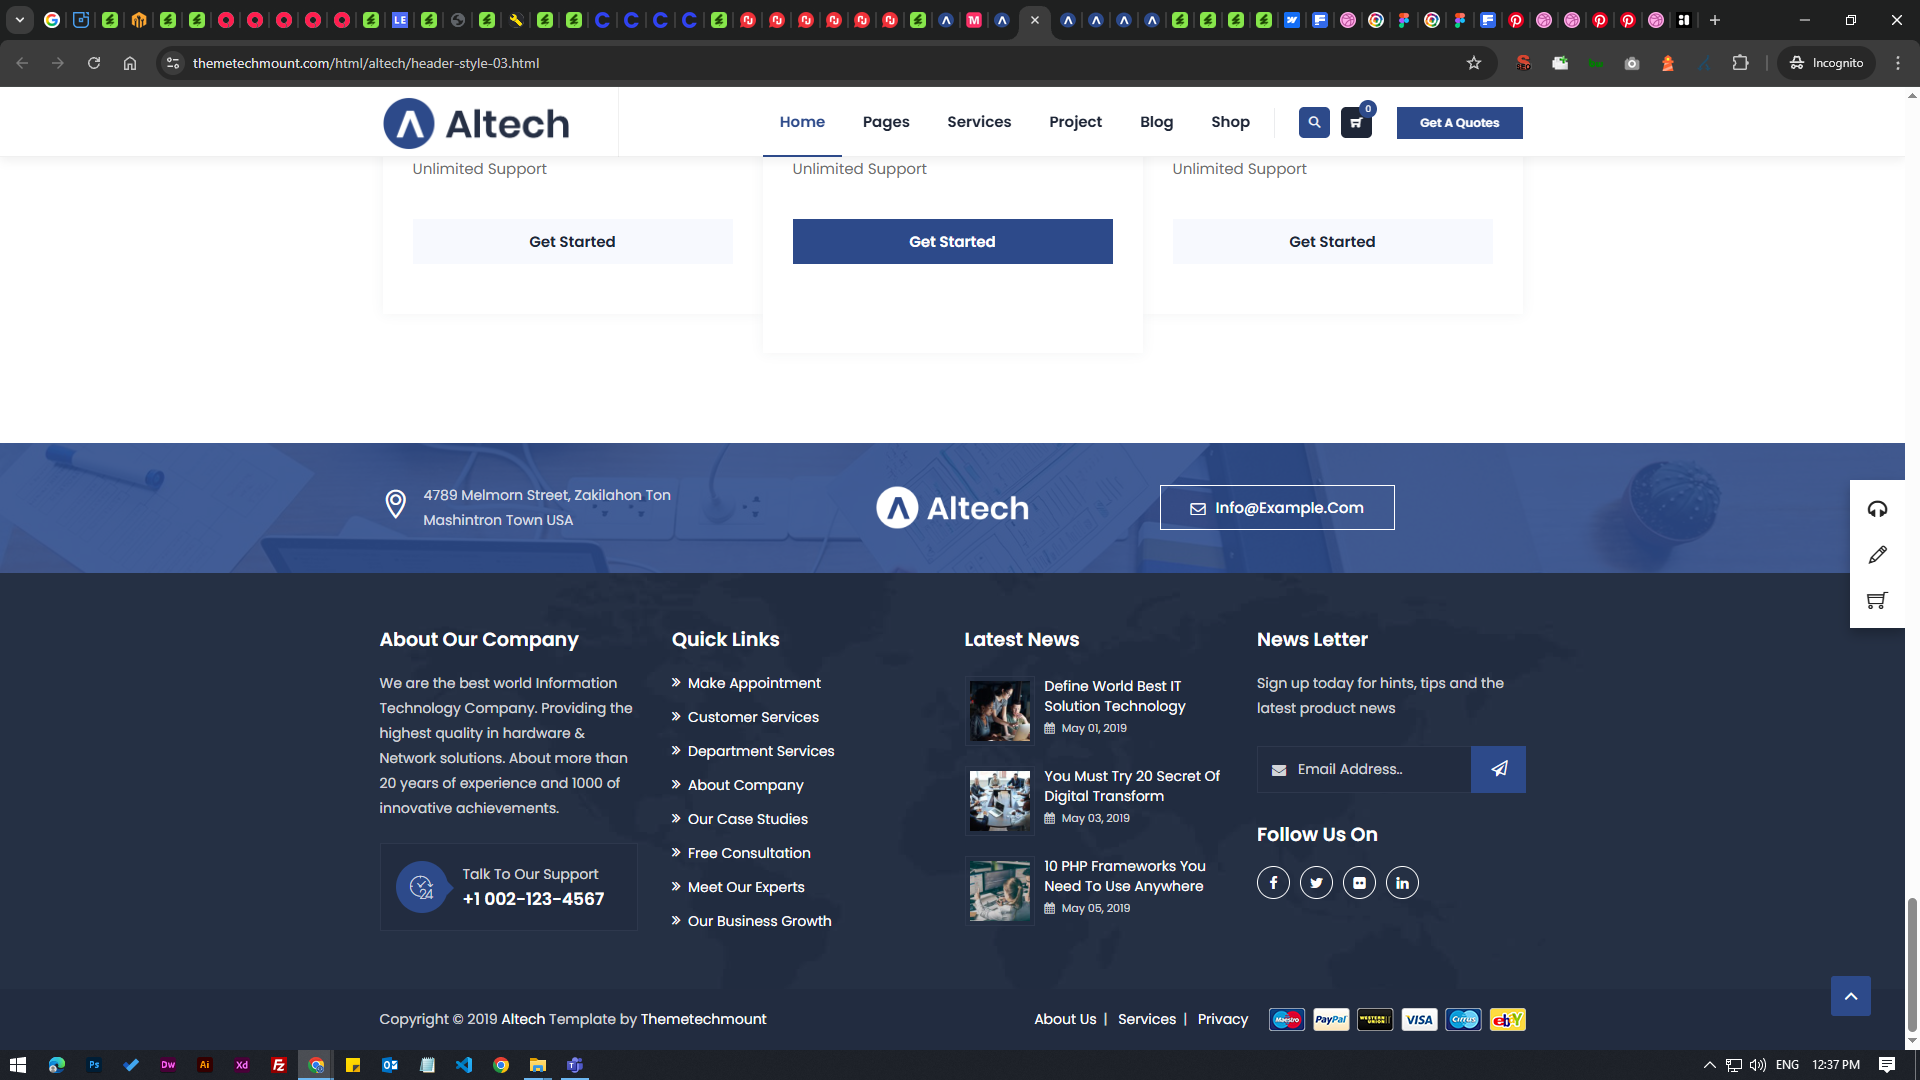 themetechmount.com/html/altech/header-style-03.html
Incognito
Altech
Home
Pages
Services
Project
Blog
Shop
0
Get A Quotes
Unlimited Support
Unlimited Support
Unlimited Support
Get Started
Get Started
Get Started
4789 Melmorn Street, Zakilahon Ton
Mashintron Town USA
Altech
Info@Example.Com
About Our Company
We are the best world Information
Technology Company. Providing the
highest quality in hardware &
Network solutions. About more than
20 years of experience and 1000 of
innovative achievements.
24
Talk To Our Support
+1 002-123-4567
Quick Links
Make Appointment
Customer Services
Department Services
About Company
Our Case Studies
Free Consultation
Meet Our Experts
Our Business Growth
Latest News
Define World Best IT
Solution Technology
May 01, 2019
You Must Try 20 Secret Of
Digital Transform
May 03, 2019
10 PHP Frameworks You
Need To Use Anywhere
May 05, 2019
News Letter
Sign up today for hints, tips and the
latest product news
Email Address..
Follow Us On
Copyright © 2019 Altech Template by Themetechmount
About Us | Services | Privacy
Maestro
PayPal
WESTERN UNION
VISA
Cirrus
ebY
Ps
Dw
Ai
Xd
Fz
ENG
12:37 PM